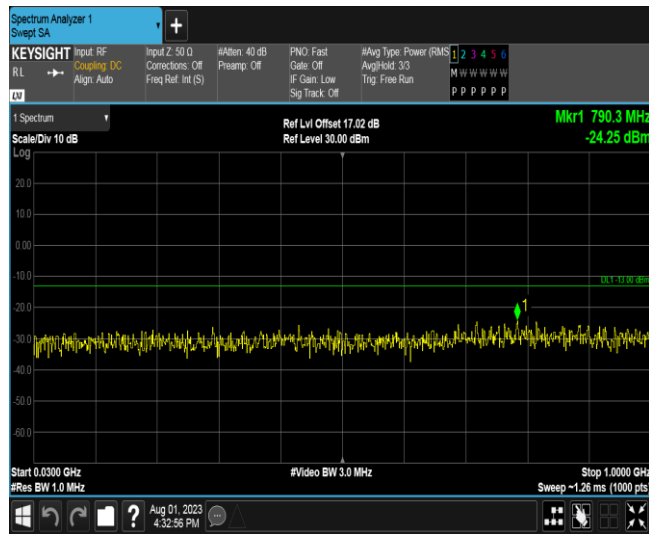 Spectrum Analyzer 1
Swept SA
+
KEYSIGHT
RL
LXI
Input: RF
Coupling: DC
Align: Auto
Input Z: 50 Ω
Corrections: Off
Freq Ref: Int (S)
#Atten: 40 dB
Preamp: Off
PNO: Fast
Gate: Off
IF Gain: Low
Sig Track: Off
#Avg Type: Power (RMS
Avg|Hold: 3/3
Trig: Free Run
1 2 3 4 5 6
M W W W W W
P P P P P P
1 Spectrum
Scale/Div 10 dB
Log
Ref Lvl Offset 17.02 dB
Ref Level 30.00 dBm
Mkr1 790.3 MHz
-24.25 dBm
20.0
10.0
0.00
-10.0
DL1 -13.00 dBm
-20.0
1
-30.0
-40.0
-50.0
-60.0
Start 0.0300 GHz
#Res BW 1.0 MHz
#Video BW 3.0 MHz
Stop 1.0000 GHz
Sweep ~1.26 ms (1000 pts)
?
Aug 01, 2023
4:32:56 PM